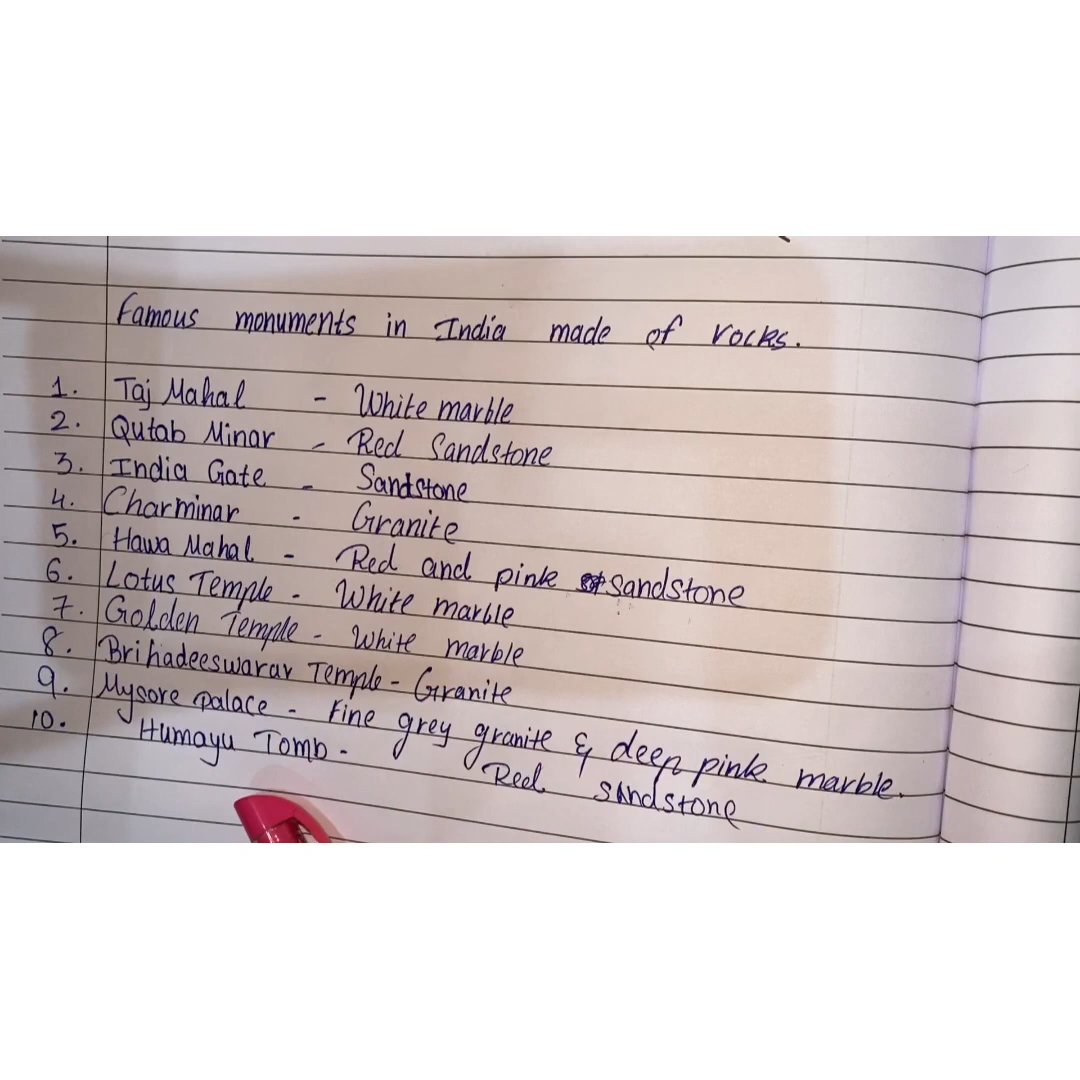 Famous monuments in India made of rocks.
1. Taj Mahal - White marble
2. Qutab Minar - Red Sandstone
3. India Gate - Sandstone
4. Charminar - Granite
5. Hawa Mahal - Red and pink sandstone
6. Lotus Temple - White marble
7. Golden Temple - White marble
8. Brihadeeswarar Temple - Granite
9. Mysore palace - Fine grey granite & deep pink marble.
10. Humayu Tomb - Red Sandstone